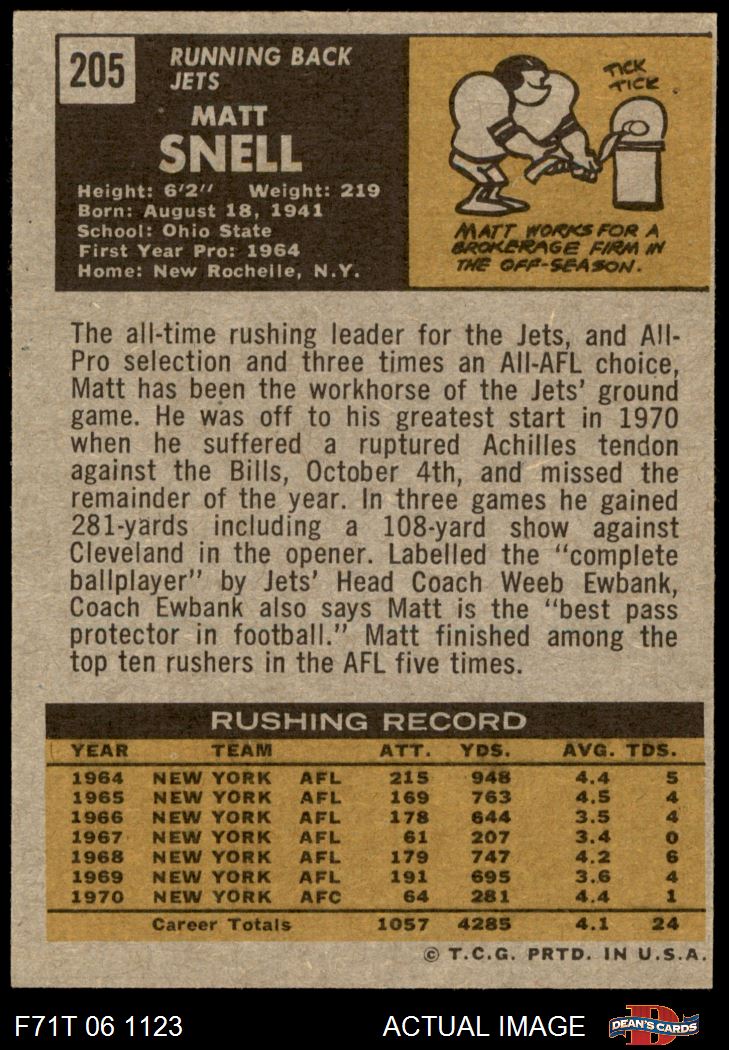 205
RUNNING BACK
JETS
MATT
SNELL
Height: 6'2" Weight: 219
Born: August 18, 1941
School: Ohio State
First Year Pro: 1964
Home: New Rochelle, N.Y.
TICK
TICK
MATT WORKS FOR A
BROKERAGE FIRM IN
THE OFF-SEASON.
The all-time rushing leader for the Jets, and All-
Pro selection and three times an All-AFL choice,
Matt has been the workhorse of the Jets' ground
game. He was off to his greatest start in 1970
when he suffered a ruptured Achilles tendon
against the Bills, October 4th, and missed the
remainder of the year. In three games he gained
281-yards including a 108-yard show against
Cleveland in the opener. Labelled the "complete
ballplayer" by Jets' Head Coach Weeb Ewbank,
Coach Ewbank also says Matt is the "best pass
protector in football." Matt finished among the
top ten rushers in the AFL five times.
RUSHING RECORD
YEAR TEAM ATT. YDS. AVG. TDS.
1964 NEW YORK AFL 215 948 4.4 5
1965 NEW YORK AFL 169 763 4.5 4
1966 NEW YORK AFL 178 644 3.5 4
1967 NEW YORK AFL 61 207 3.4 0
1968 NEW YORK AFL 179 747 4.2 6
1969 NEW YORK AFL 191 695 3.6 4
1970 NEW YORK AFC 64 281 4.4 1
Career Totals 1057 4285 4.1 24
© T.C.G. PRTD. IN U.S.A.
F71T 06 1123 ACTUAL IMAGE
D
DEAN'S CARDS